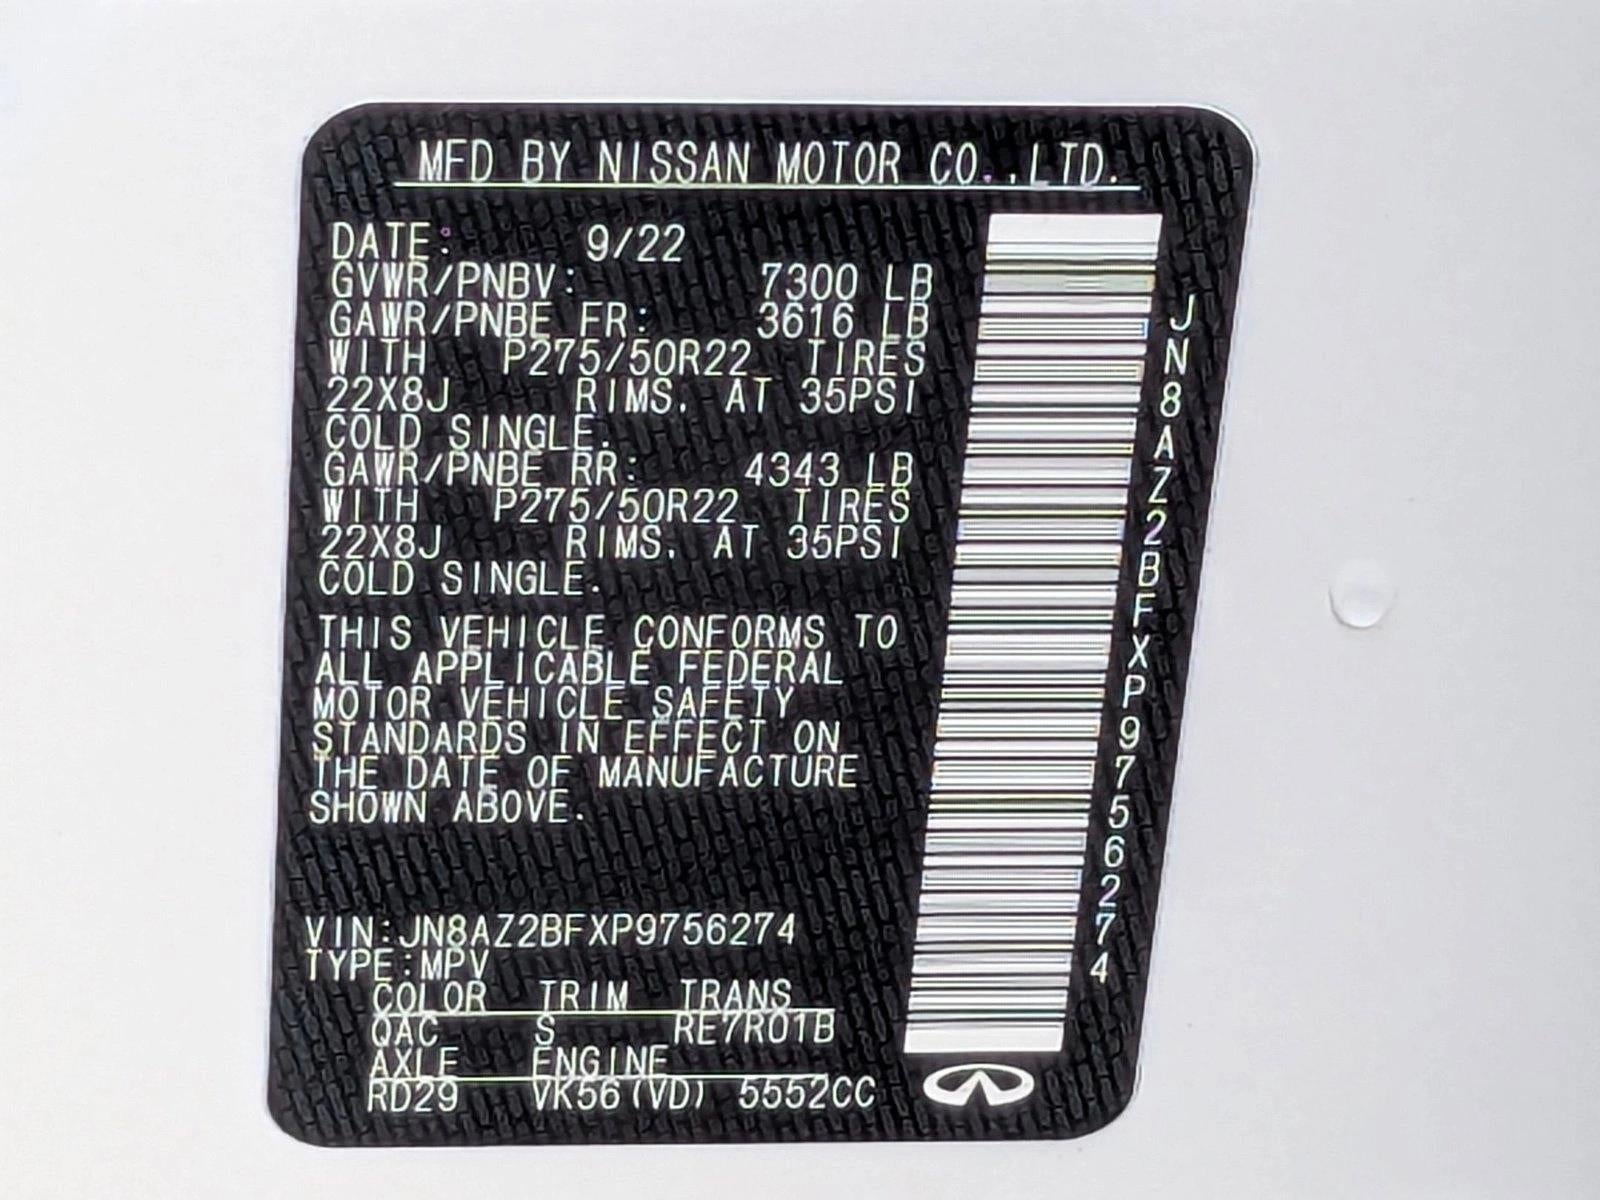 MFD BY NISSAN MOTOR CO.,LTD.
DATE: 9/22
GVWR/PNBV: 7300 LB
GAWR/PNBE FR: 3616 LB
WITH P275/50R22 TIRES
22X8J RIMS. AT 35PSI
COLD SINGLE.
GAWR/PNBE RR: 4343 LB
WITH P275/50R22 TIRES
22X8J RIMS. AT 35PSI
COLD SINGLE.
THIS VEHICLE CONFORMS TO
ALL APPLICABLE FEDERAL
MOTOR VEHICLE SAFETY
STANDARDS IN EFFECT ON
THE DATE OF MANUFACTURE
SHOWN ABOVE.
VIN:JN8AZ2BFXP9756274
TYPE:MPV
COLOR TRIM TRANS
QAC S RE7R01B
AXLE ENGINE
RD29 VK56(VD) 5552CC
JN8AZ2BFXP9756274